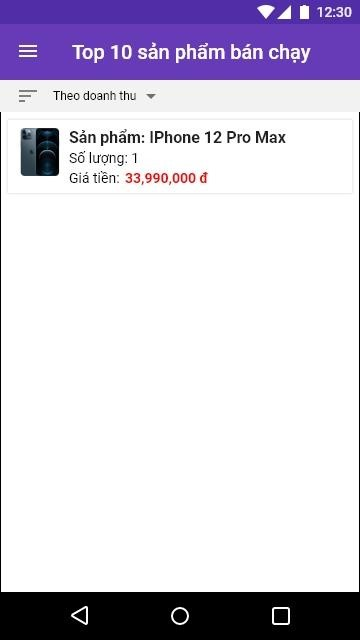 12:30
Top 10 sản phẩm bán chạy
Theo doanh thu
Sản phẩm: IPhone 12 Pro Max
Số lượng: 1
Giá tiền: 33,990,000 đ